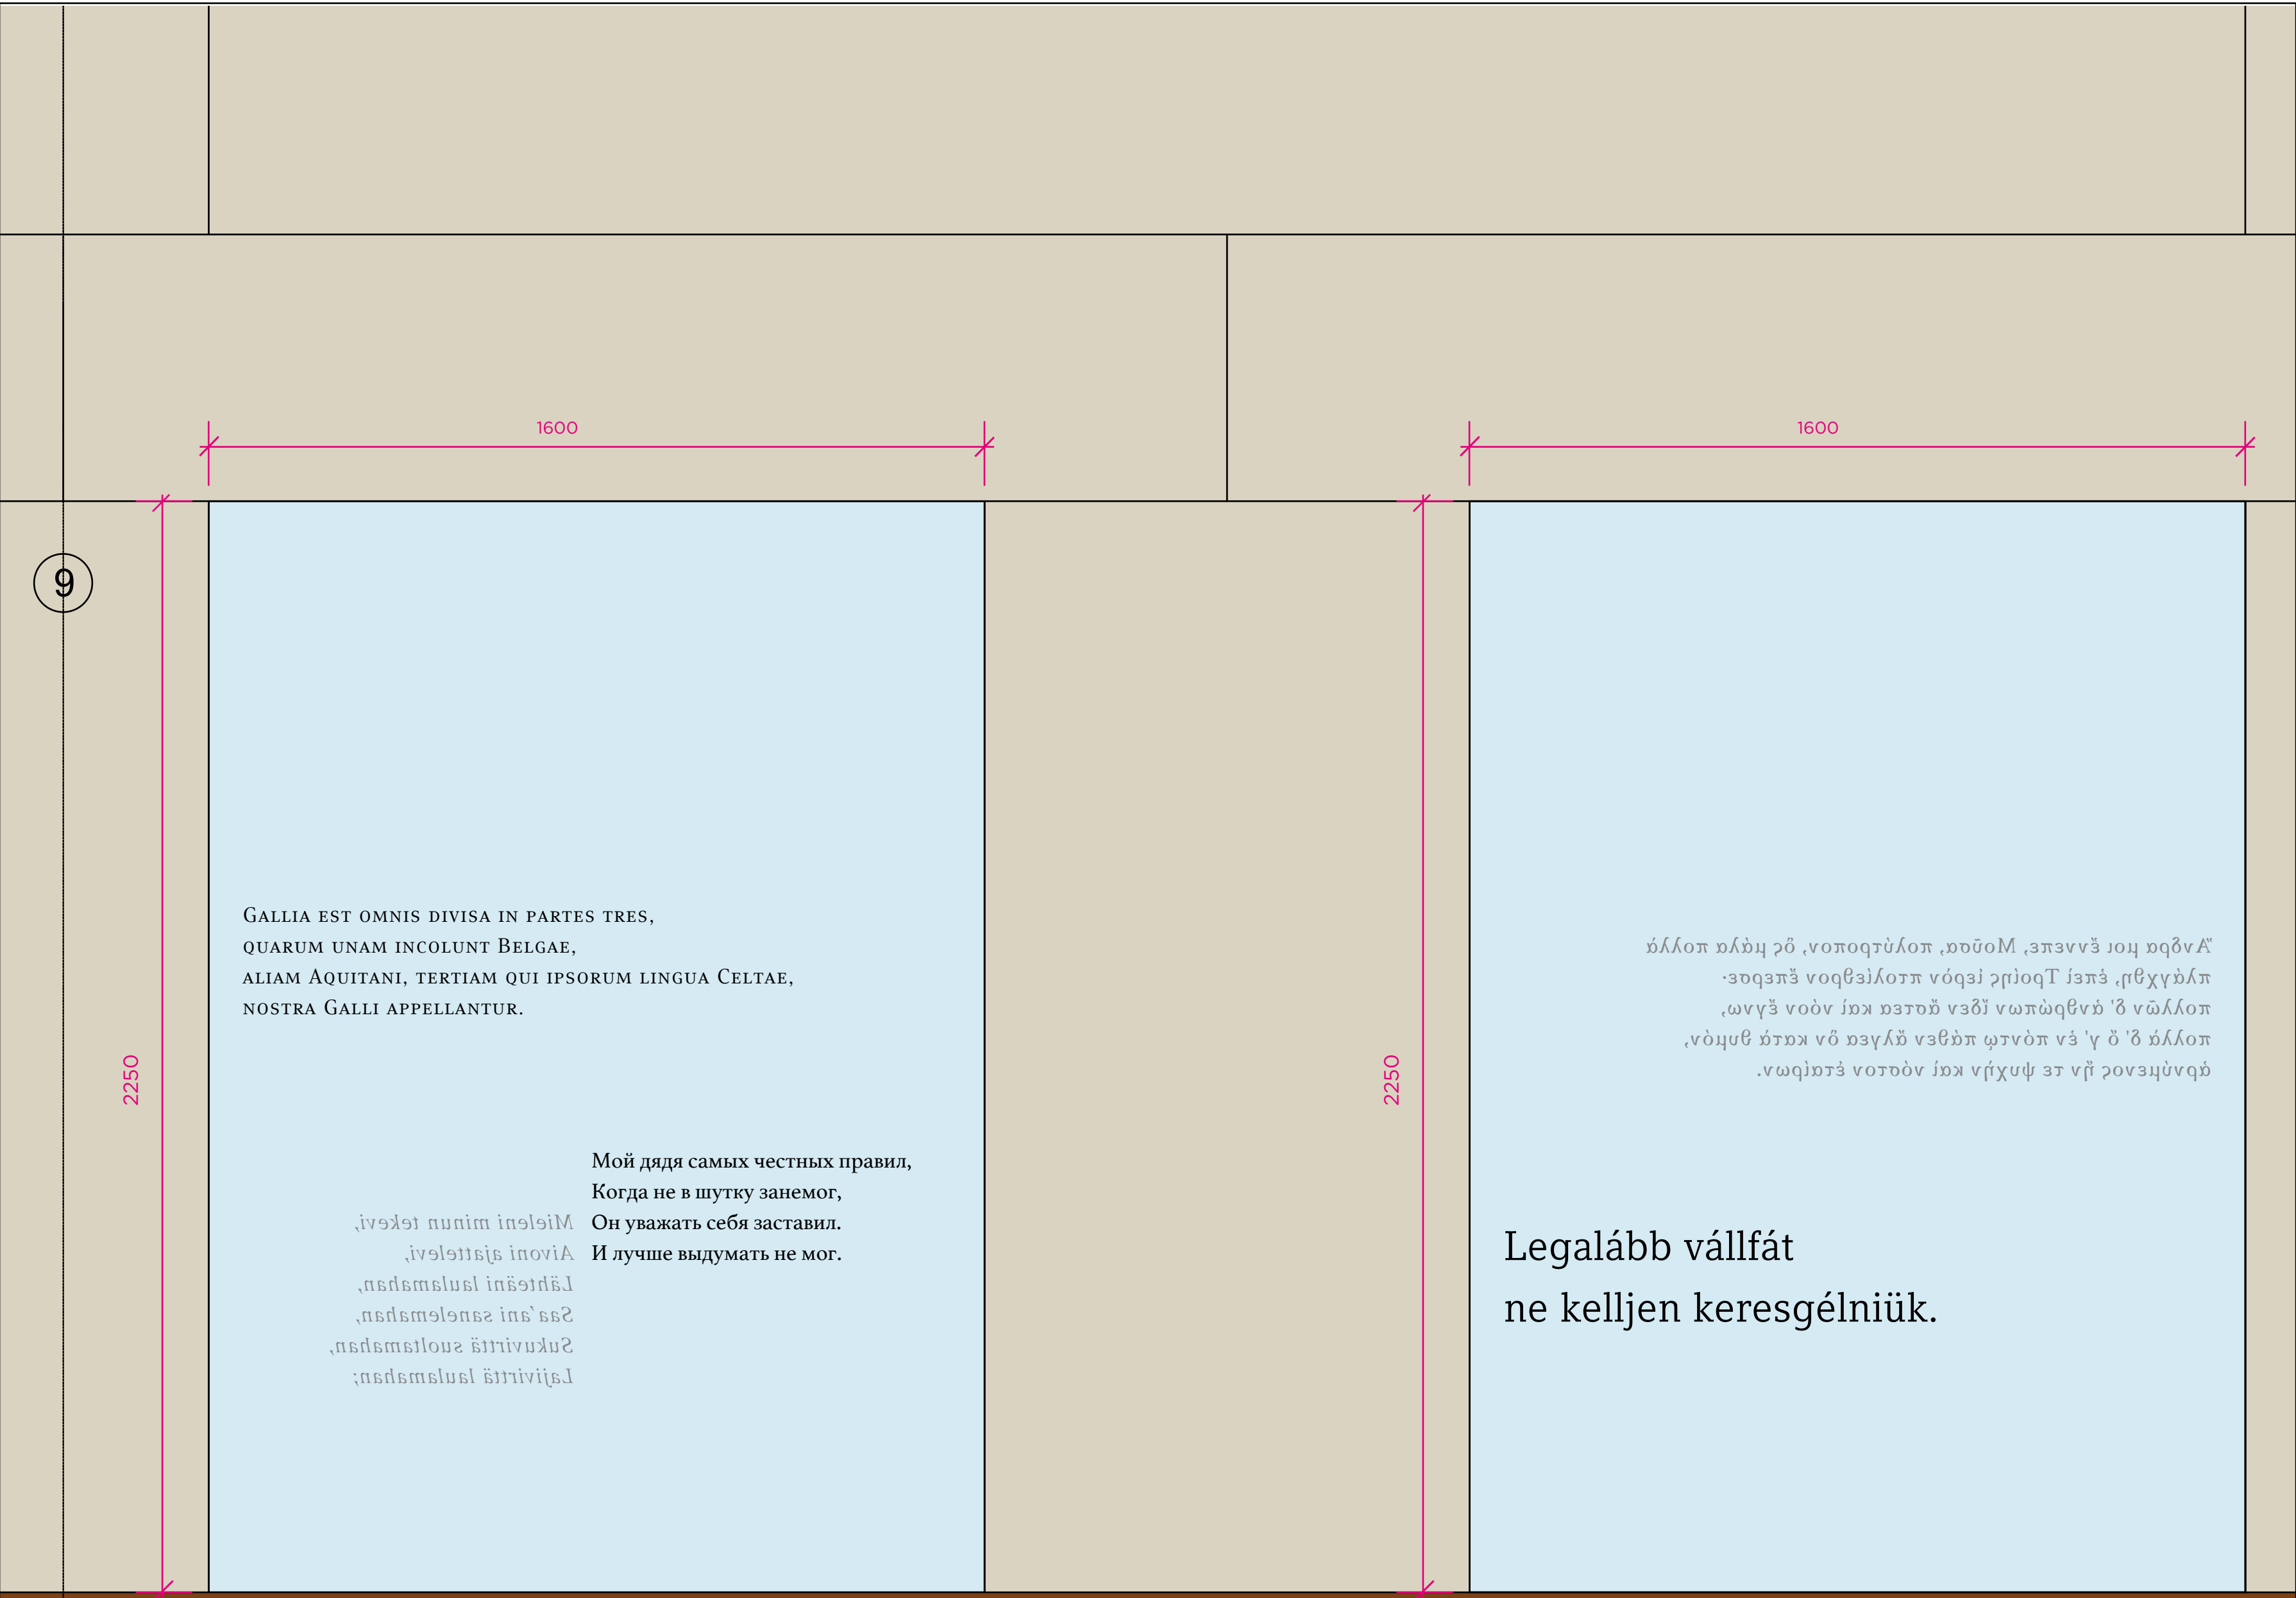 1600
1600
9
Gallia est omnis divisa in partes tres,
quarum unam incolunt Belgae,
aliam Aquitani, tertiam qui ipsorum lingua Celtae,
nostra Galli appellantur.
2250
Мой дядя самых честных правил,
Когда не в шутку занемог,
Он уважать себя заставил.
И лучше выдумать не мог.
Mieleni minun tekevi,
Aivoni ajattelevi,
Lähteäni laulamahan,
Saa'ani sanelemahan,
Sukuvirttä suoltamahan,
Lajivirttä laulamahan;
2250
Ἄνδρα μοι ἔννεπε, Μοῦσα, πολύτροπον, ὃς μάλα πολλὰ
πλάγχθη, ἐπεὶ Τροίης ἱερὸν πτολίεθρον ἔπερσε·
πολλῶν δ' ἀνθρώπων ἴδεν ἄστεα καὶ νόον ἔγνω,
πολλὰ δ' ὅ γ' ἐν πόντῳ πάθεν ἄλγεα ὃν κατὰ θυμόν,
ἀρνύμενος ἥν τε ψυχὴν καὶ νόστον ἑταίρων.
Legalább vállfát
ne kelljen keresgélniük.